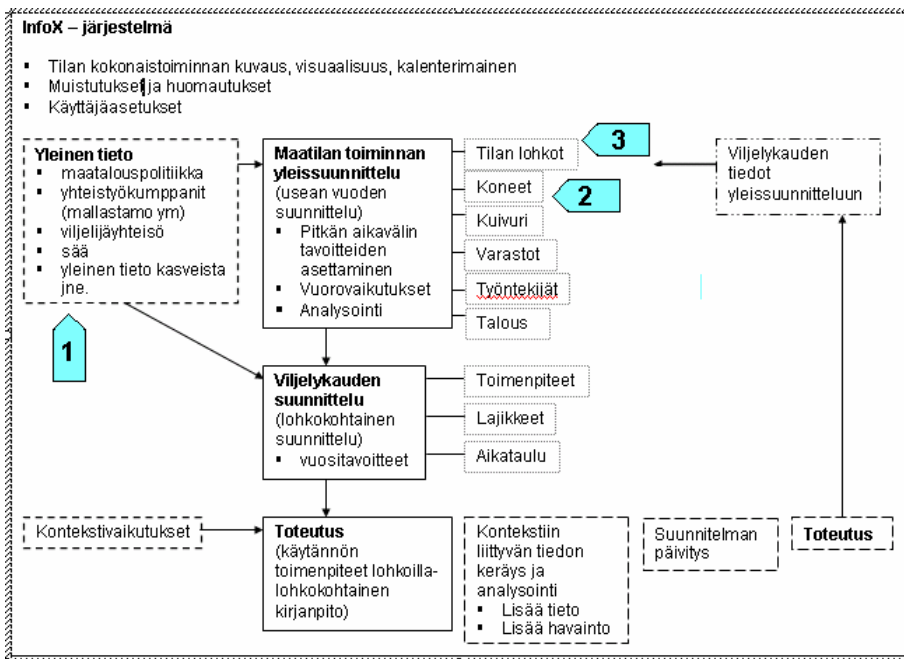 InfoX – järjestelmä
▪ Tilan kokonaistoiminnan kuvaus, visuaalisuus, kalenterimainen
▪ Muistutukset ja huomautukset
▪ Käyttäjäasetukset
Yleinen tieto
▪ maatalouspolitiikka
▪ yhteistyökumppanit
(mallastamo ym)
▪ viljelijäyhteisö
▪ sää
▪ yleinen tieto kasveista
jne.
1
Maatilan toiminnan
yleissuunnittelu
(usean vuoden
suunnittelu)
▪ Pitkän aikavälin
tavoitteiden
asettaminen
▪ Vuorovaikutukset
▪ Analysointi
Tilan lohkot
3
Koneet
2
Kuivuri
Varastot
Työntekijät
Talous
Viljelykauden
tiedot
yleissuunnitteluun
Viljelykauden
suunnittelu
(lohkokohtainen
suunnittelu)
▪ vuositavoitteet
Toimenpiteet
Lajikkeet
Aikataulu
Kontekstivaikutukset
Toteutus
(käytännön
toimenpiteet lohkoilla-
lohkokohtainen
kirjanpito)
Kontekstiin
liittyvän tiedon
keräys ja
analysointi
▪ Lisää tieto
▪ Lisää havainto
Suunnitelman
päivitys
Toteutus